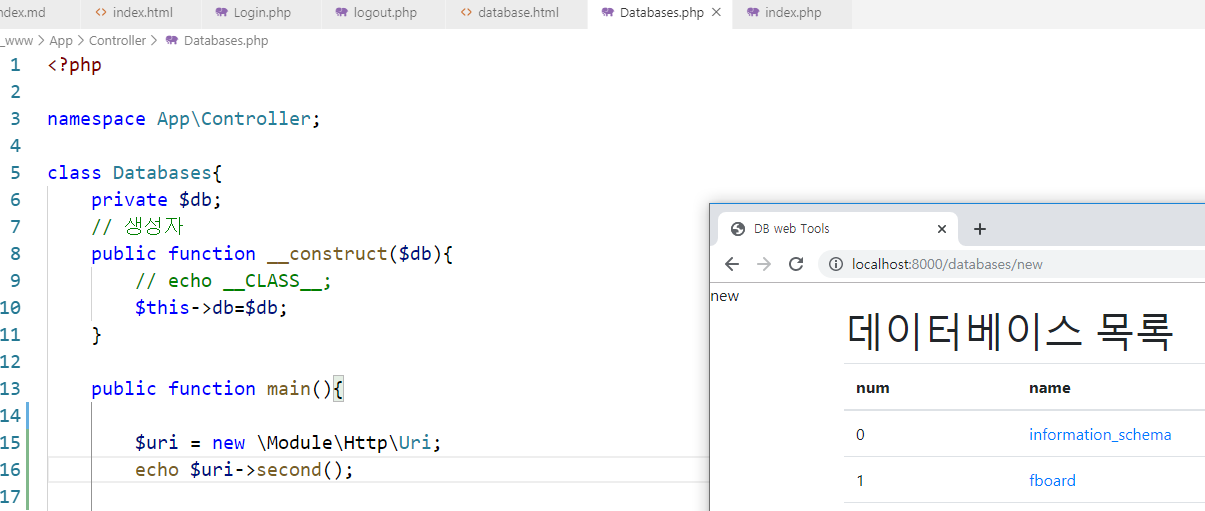 ndex.md index.html Login.php logout.php database.html Databases.php index.php
_www > App > Controller > Databases.php
1 <?php
2
3 namespace App\Controller;
4
5 class Databases{
6 private $db;
7 // 생성자
8 public function __construct($db){
9 // echo __CLASS__;
10 $this->db=$db;
11 }
12
13 public function main(){
14
15 $uri = new \Module\Http\Uri;
16 echo $uri->second();
17
DB web Tools
localhost:8000/databases/new
new
데이터베이스 목록
num name
0 information_schema
1 fboard